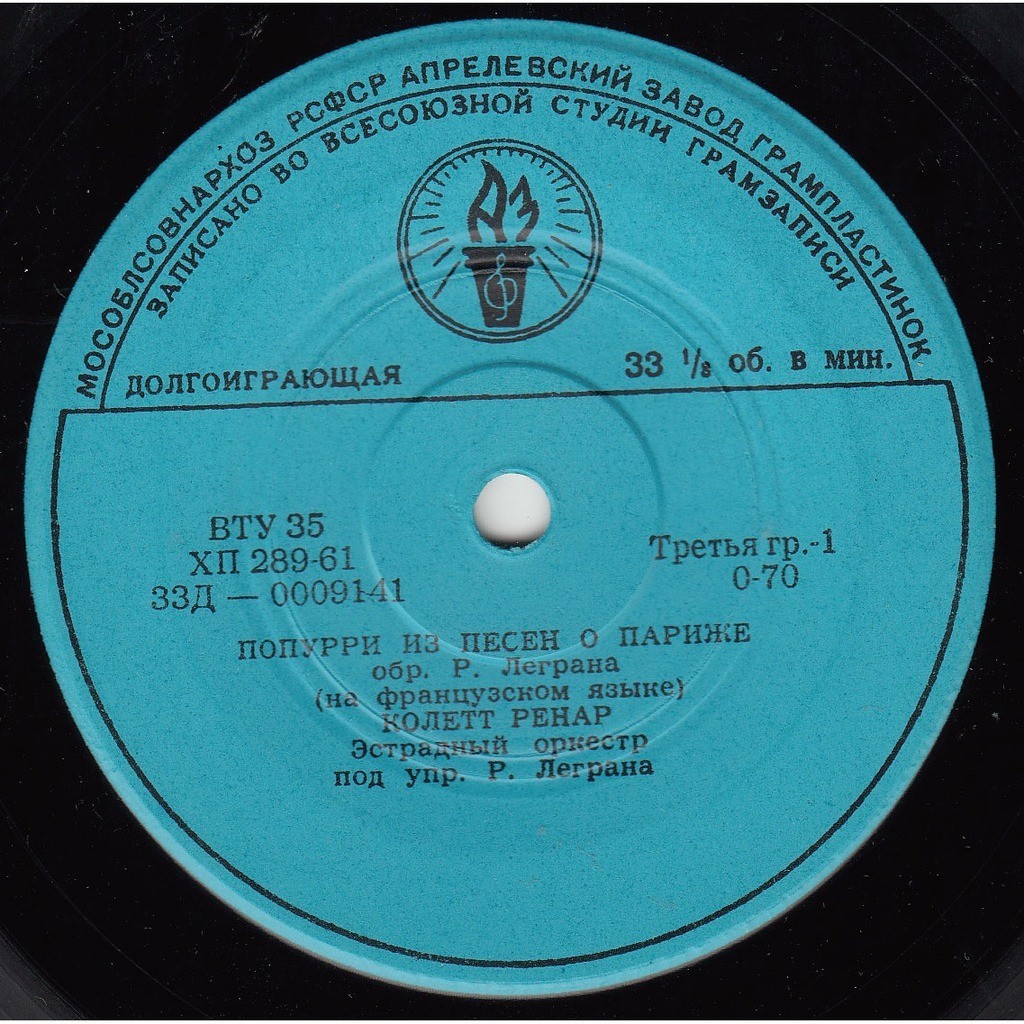 МОСОБЛСОВНАРХОЗ РСФСР АПРЕЛЕВСКИЙ ЗАВОД ГРАМПЛАСТИНОК
ЗАПИСАНО ВО ВСЕСОЮЗНОЙ СТУДИИ ГРАМЗАПИСИ
АЗ
ДОЛГОИГРАЮЩАЯ 33 ⅓ об. в мин.
ВТУ 35
ХП 289-61
33Д — 0009141
Третья гр.-1
0-70
ПОПУРРИ ИЗ ПЕСЕН О ПАРИЖЕ
обр. Р. Леграна
(на французском языке)
КОЛЕТТ РЕНАР
Эстрадный оркестр
под упр. Р. Леграна